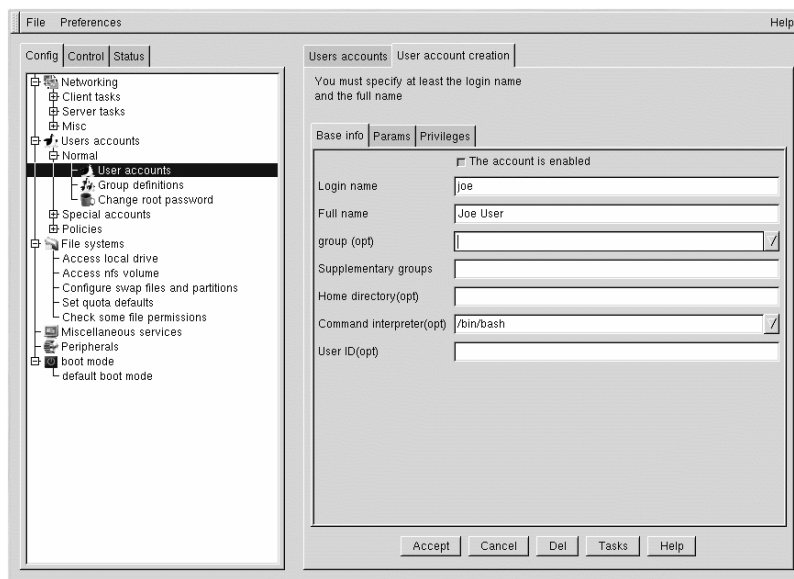 File Preferences Help
Config Control Status
Networking
Client tasks
Server tasks
Misc
Users accounts
Normal
User accounts
Group definitions
Change root password
Special accounts
Policies
File systems
Access local drive
Access nfs volume
Configure swap files and partitions
Set quota defaults
Check some file permissions
Miscellaneous services
Peripherals
boot mode
default boot mode
Users accounts User account creation
You must specify at least the login name
and the full name
Base info Params Privileges
The account is enabled
Login name joe
Full name Joe User
group (opt)
Supplementary groups
Home directory(opt)
Command interpreter(opt) /bin/bash
User ID(opt)
Accept Cancel Del Tasks Help